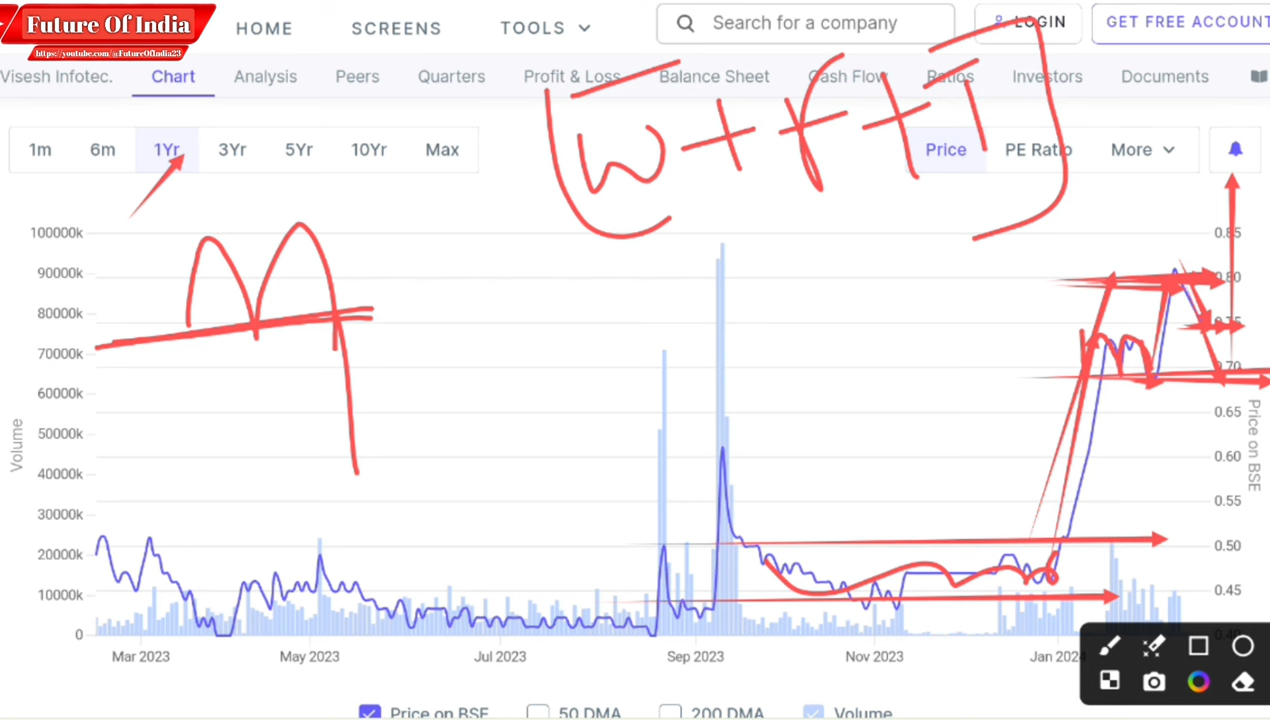 Future Of India
https://youtube.com/@FutureOfIndia23
HOME SCREENS TOOLS Search for a company LOGIN GET FREE ACCOUNT
Visesh Infotec. Chart Analysis Peers Quarters Profit & Loss Balance Sheet Cash Flow Ratios Investors Documents
1m 6m 1Yr 3Yr 5Yr 10Yr Max Price PE Ratio More
100000k 0.85
90000k 0.80
80000k 0.75
70000k 0.70
60000k 0.65
50000k 0.60
40000k 0.55
30000k 0.50
20000k 0.45
10000k
0
Volume
Price on BSE
Mar 2023 May 2023 Jul 2023 Sep 2023 Nov 2023 Jan 2024
Price on BSE 50 DMA 200 DMA Volume